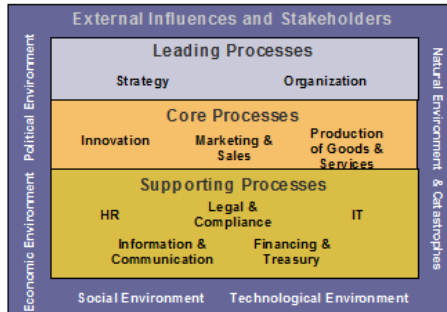 External Influences and Stakeholders
Leading Processes
Strategy Organization
Core Processes
Innovation Marketing & Sales Production of Goods & Services
Supporting Processes
HR Legal & Compliance IT
Information & Communication Financing & Treasury
Political Environment
Economic Environment
Natural Environment & Catastrophes
Social Environment Technological Environment